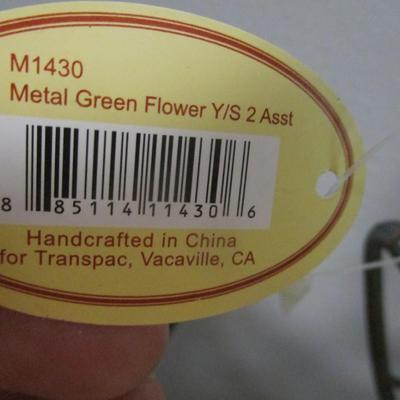 M1430
Metal Green Flower Y/S 2 Asst
8 85114 11430 6
Handcrafted in China
for Transpac, Vacaville, CA